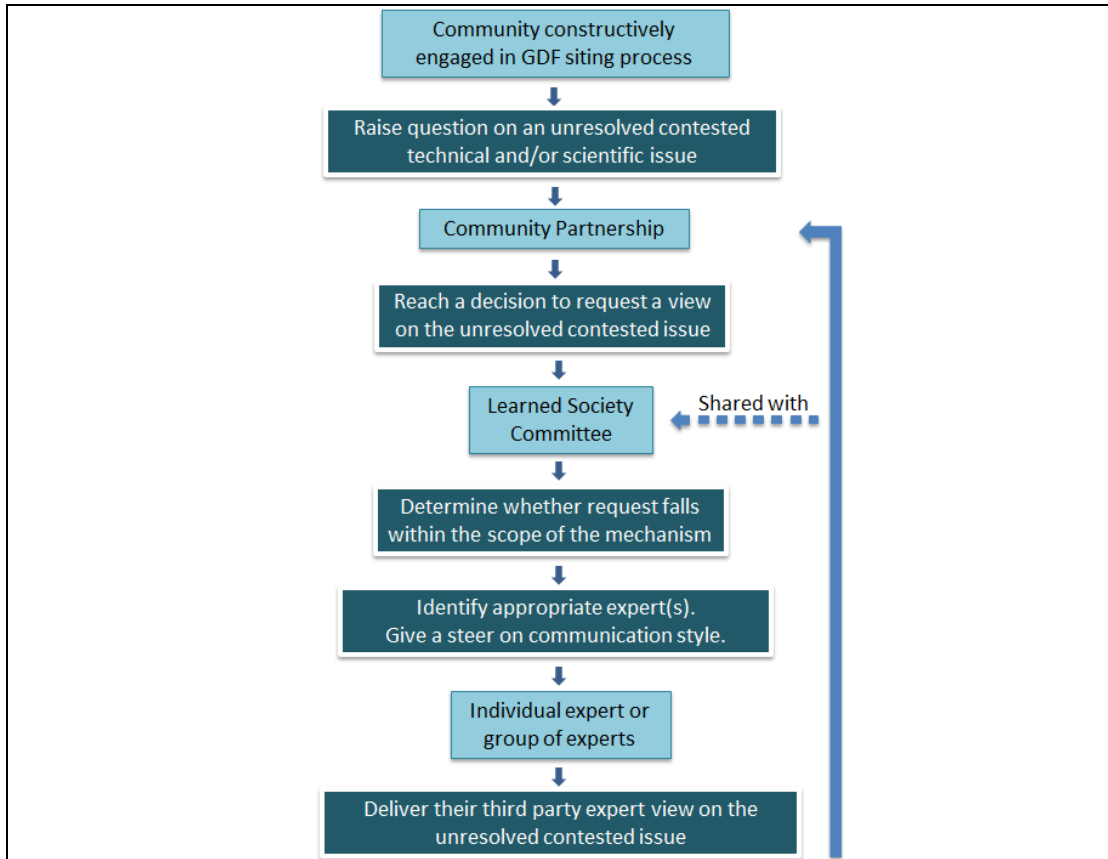 Community constructively
engaged in GDF siting process
Raise question on an unresolved contested
technical and/or scientific issue
Community Partnership
Reach a decision to request a view
on the unresolved contested issue
Learned Society
Committee
Shared with
Determine whether request falls
within the scope of the mechanism
Identify appropriate expert(s).
Give a steer on communication style.
Individual expert or
group of experts
Deliver their third party expert view on the
unresolved contested issue